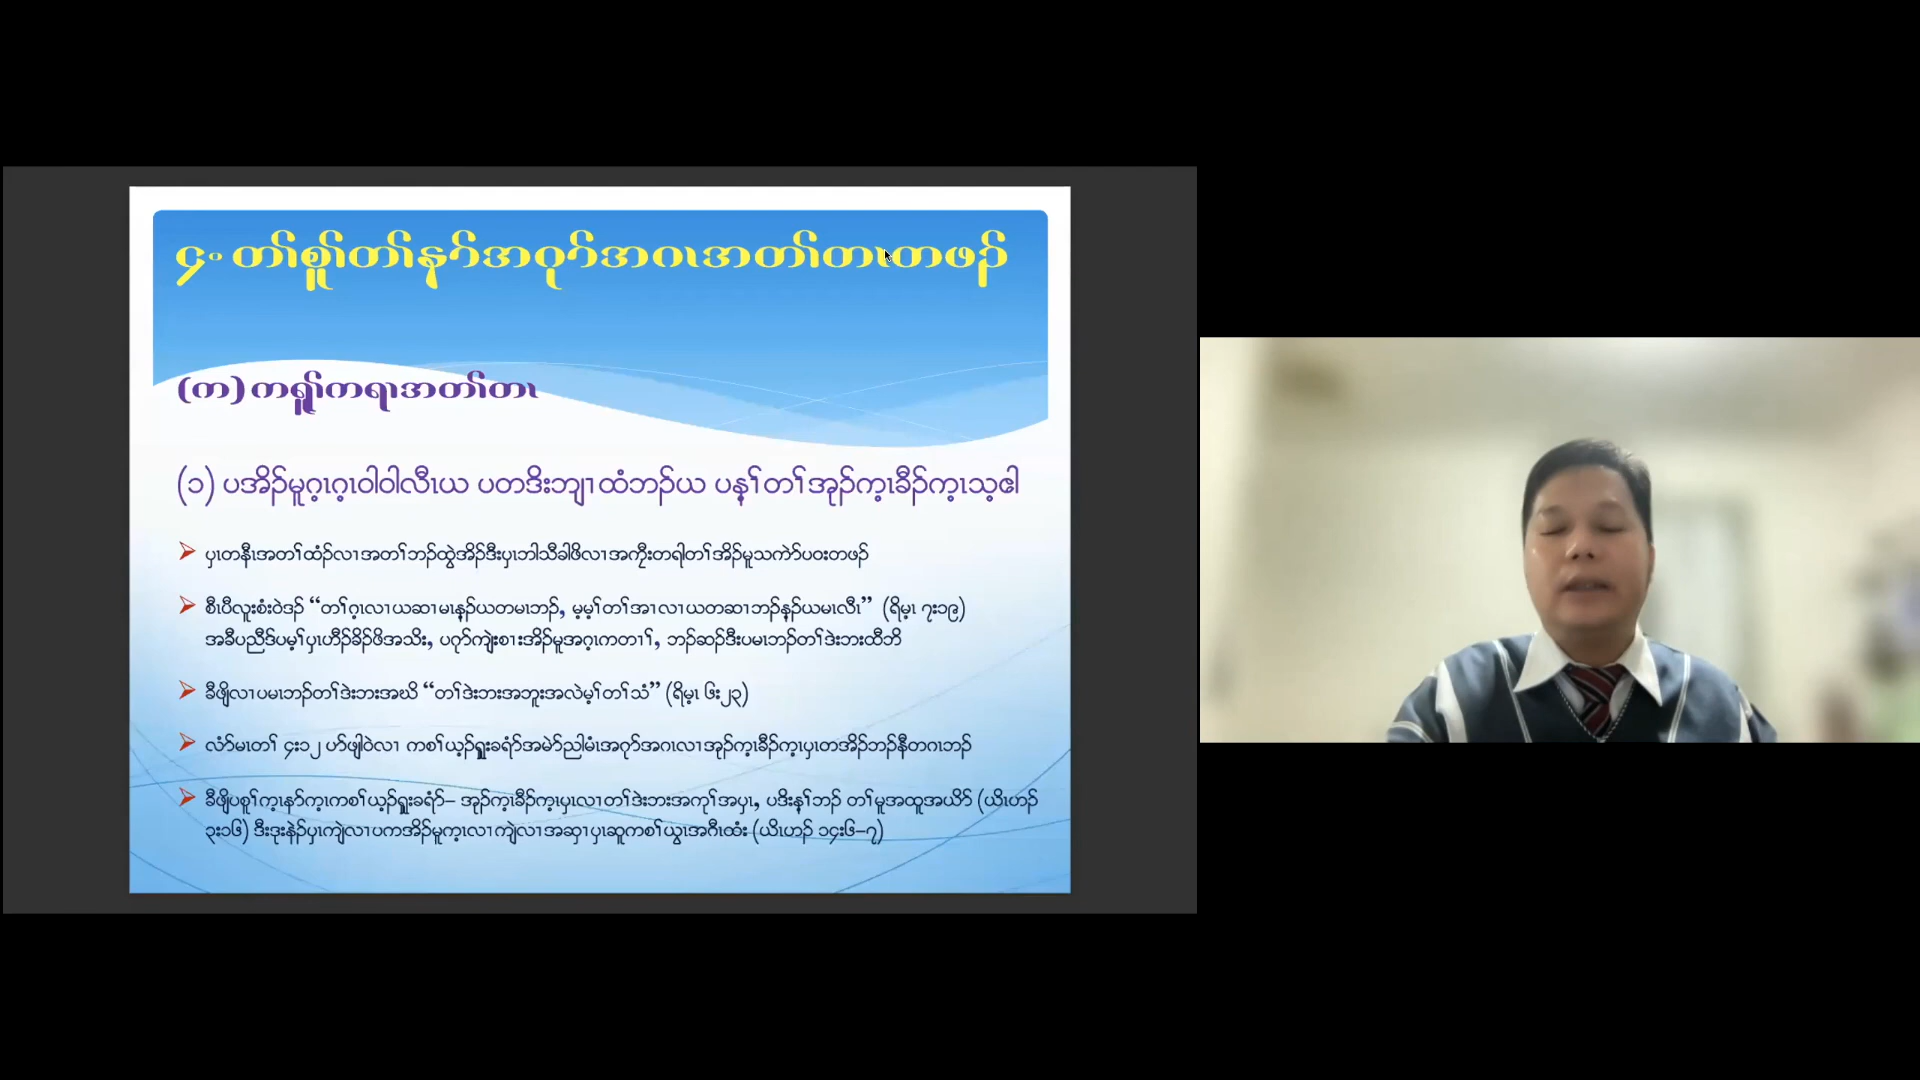 ၄. တၢ်စူၢ်တၢ်နာ်အဂုၢ်အဂၤအတၢ်တၤတဖၣ်
(က) ကရူၢ်ကရၢအတၢ်တၤ
(၁) ပအိၣ်မူဂ့ၤဂ့ၤဝါဝါလီၤယ ပတဒိးဘျၢထံဘၣ်ယ ပန့ၢ်တၢ်အုၣ်က့ၤခီၣ်က့ၤသ့ဧါ
ပှၤတနီၤအတၢ်ထံၣ်လၢအတၢ်ဘၣ်ထွဲအိၣ်ဒီးပှၤဘါသီခါဖိလၢအကွီးတရါတၢ်အိၣ်မူသကဲာ်ပဝးတဖၣ်
စီၤပီလူးစံးဝဲဒၣ် “တၢ်ဂ့ၤလၢယဆၢမၤန့ၣ်ယတမၤဘၣ်, မ့မ့ၢ်တၢ်အၢလၢယတဆၢဘၣ်န့ၣ်ယမၤလီၤ” (ရိမ့ၤ ၇း၁၉)
အခီပညီဒ်ပမ့ၢ်ပှၤဟီၣ်ခိၣ်ဖိအသိး, ပဂုာ်ကျဲးစၢးအိၣ်မူအဂ့ၤကတၢၢ်, ဘၣ်ဆၣ်ဒီးပမၤဘၣ်တၢ်ဒဲးဘးထီဘိ
ခီဖျိလၢပမၤဘၣ်တၢ်ဒဲးဘးအဃိ “တၢ်ဒဲးဘးအဘူးအလဲမ့ၢ်တၢ်သံ” (ရိမ့ၤ ၆း၂၃)
လံာ်မၤတၢ် ၄း၁၂ ဟ်ာဖျါဝဲလၢ ကစၢ်ယ့ၣ်ရှူးခရံာ်အမဲာ်ညါမံၤအဂုာ်အဂၤလၢအုၣ်က့ၤခီၣ်က့ၤပှၤတအိၣ်ဘၣ်နီတဂၤဘၣ်
ခီဖျိပစူၢ်က့ၤနာ်က့ၤကစၢ်ယ့ၣ်ရှူးခရံာ်– အုၣ်က့ၤခီၣ်က့ၤပှၤလၢတၢ်ဒဲးဘးအကုၢ်အပှၤ, ပဒိးန့ၢ်ဘၣ် တၢ်မူအထူအယိာ် (ယိၤဟၣ်
၃း၁၆) ဒီးဒုးနဲၣ်ပှၤကျဲလၢပကအိၣ်မူက့ၤလၢကျဲလၢအဆှၢပှၤဆူကစၢ်ယွၤအဂီၤထံး (ယိၤဟၣ် ၁၄း၆–၇)